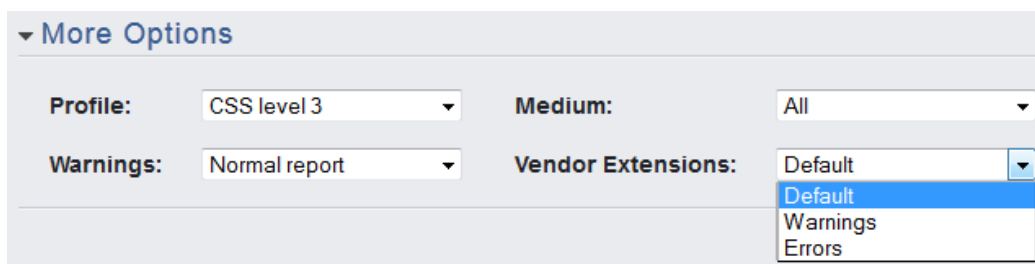 More Options
Profile: CSS level 3 Medium: All
Warnings: Normal report Vendor Extensions: Default
Default
Warnings
Errors